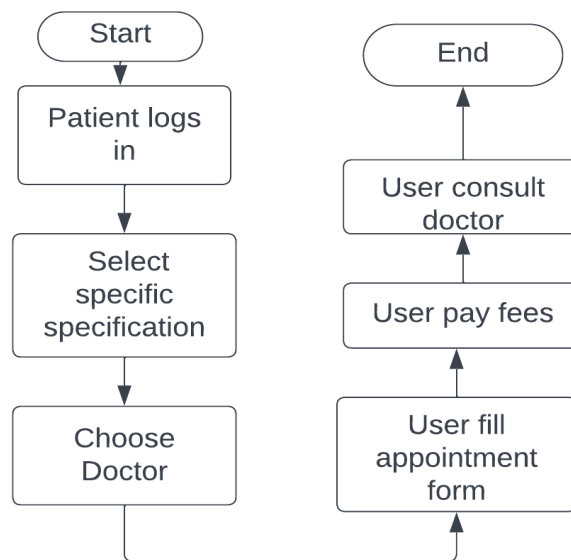 Start
Patient logs
in
Select
specific
specification
Choose
Doctor
User fill
appointment
form
User pay fees
User consult
doctor
End